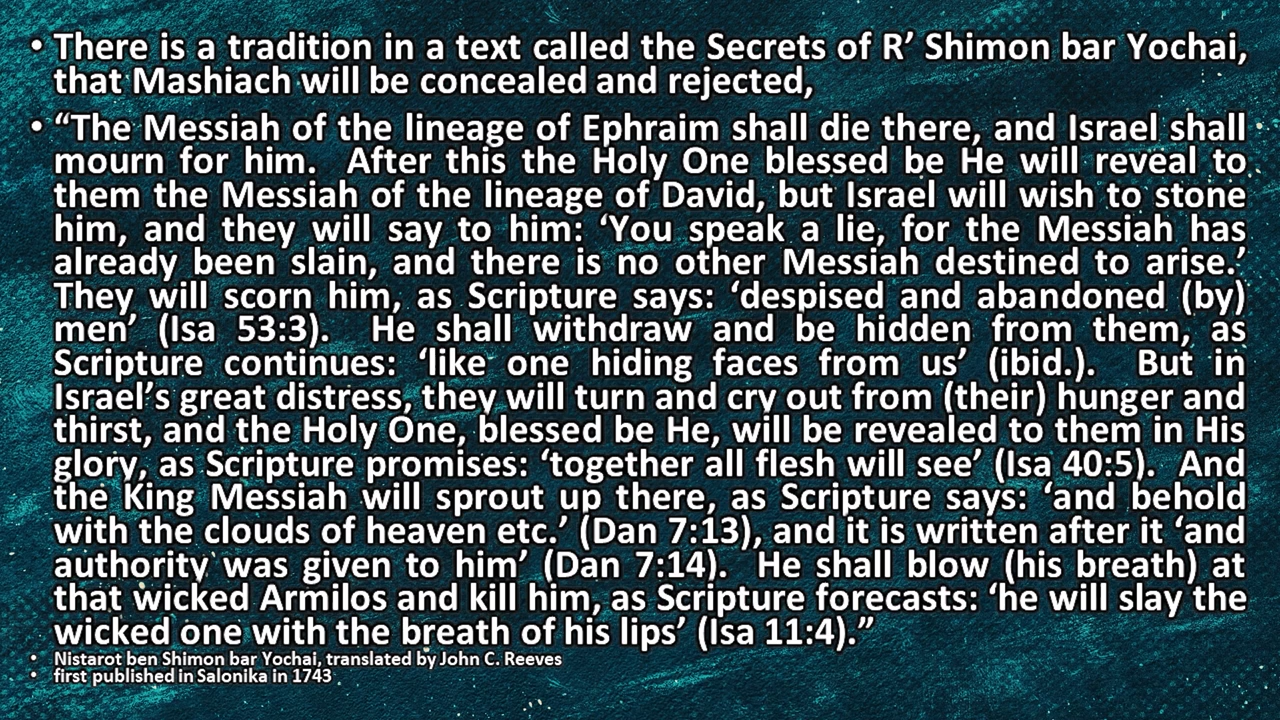 • There is a tradition in a text called the Secrets of R’ Shimon bar Yochai,
that Mashiach will be concealed and rejected,
• “The Messiah of the lineage of Ephraim shall die there, and Israel shall
mourn for him.  After this the Holy One blessed be He will reveal to
them the Messiah of the lineage of David, but Israel will wish to stone
him, and they will say to him: ‘You speak a lie, for the Messiah has
already been slain, and there is no other Messiah destined to arise.’
They will scorn him, as Scripture says: ‘despised and abandoned (by)
men’ (Isa 53:3).  He shall withdraw and be hidden from them, as
Scripture continues: ‘like one hiding faces from us’ (ibid.).  But in
Israel’s great distress, they will turn and cry out from (their) hunger and
thirst, and the Holy One, blessed be He, will be revealed to them in His
glory, as Scripture promises: ‘together all flesh will see’ (Isa 40:5).  And
the King Messiah will sprout up there, as Scripture says: ‘and behold
with the clouds of heaven etc.’ (Dan 7:13), and it is written after it ‘and
authority was given to him’ (Dan 7:14).  He shall blow (his breath) at
that wicked Armilos and kill him, as Scripture forecasts: ‘he will slay the
wicked one with the breath of his lips’ (Isa 11:4).”
• Nistarot ben Shimon bar Yochai, translated by John C. Reeves
• first published in Salonika in 1743